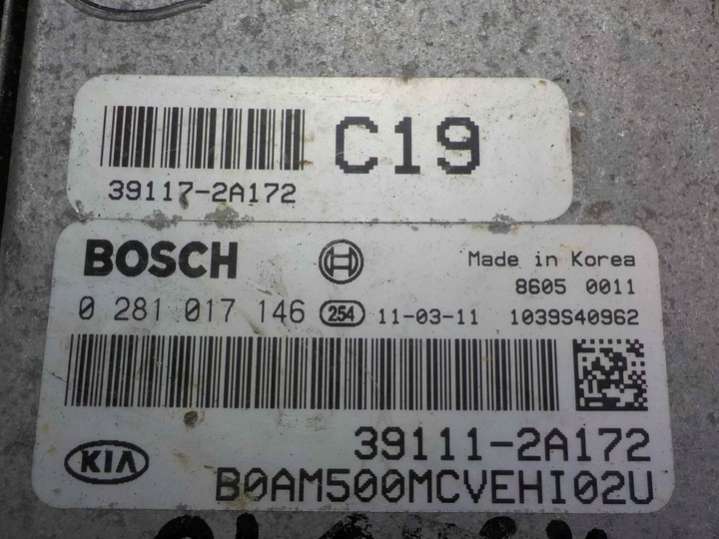 C19
39117-2A172
BOSCH
Made in Korea
8605 0011
0 281 017 146 254 11-03-11 1039S40962
39111-2A172
KIA
B0AM500MCVEHI02U